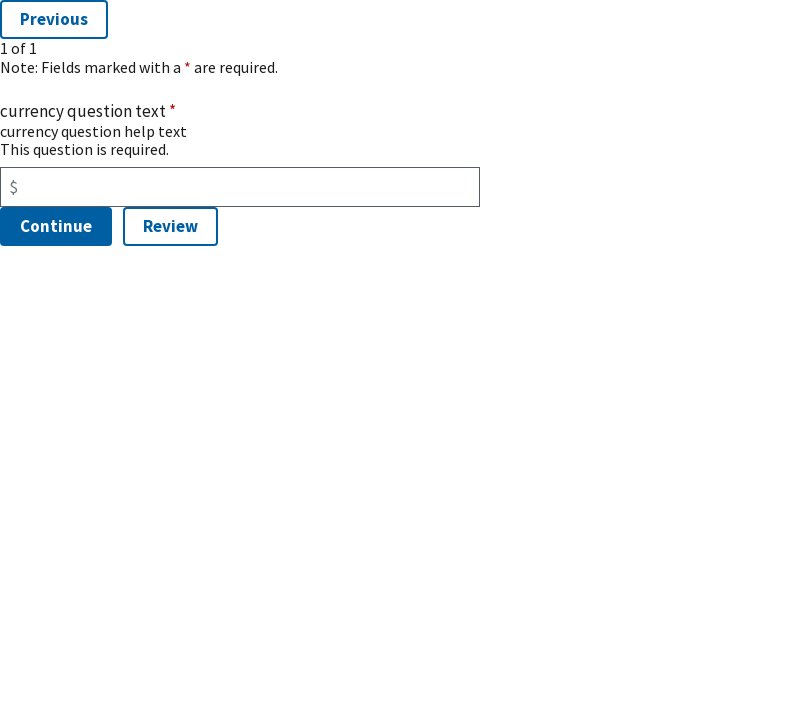 Previous
1 of 1
Note: Fields marked with a * are required.
currency question text *
currency question help text
This question is required.
$
Continue Review